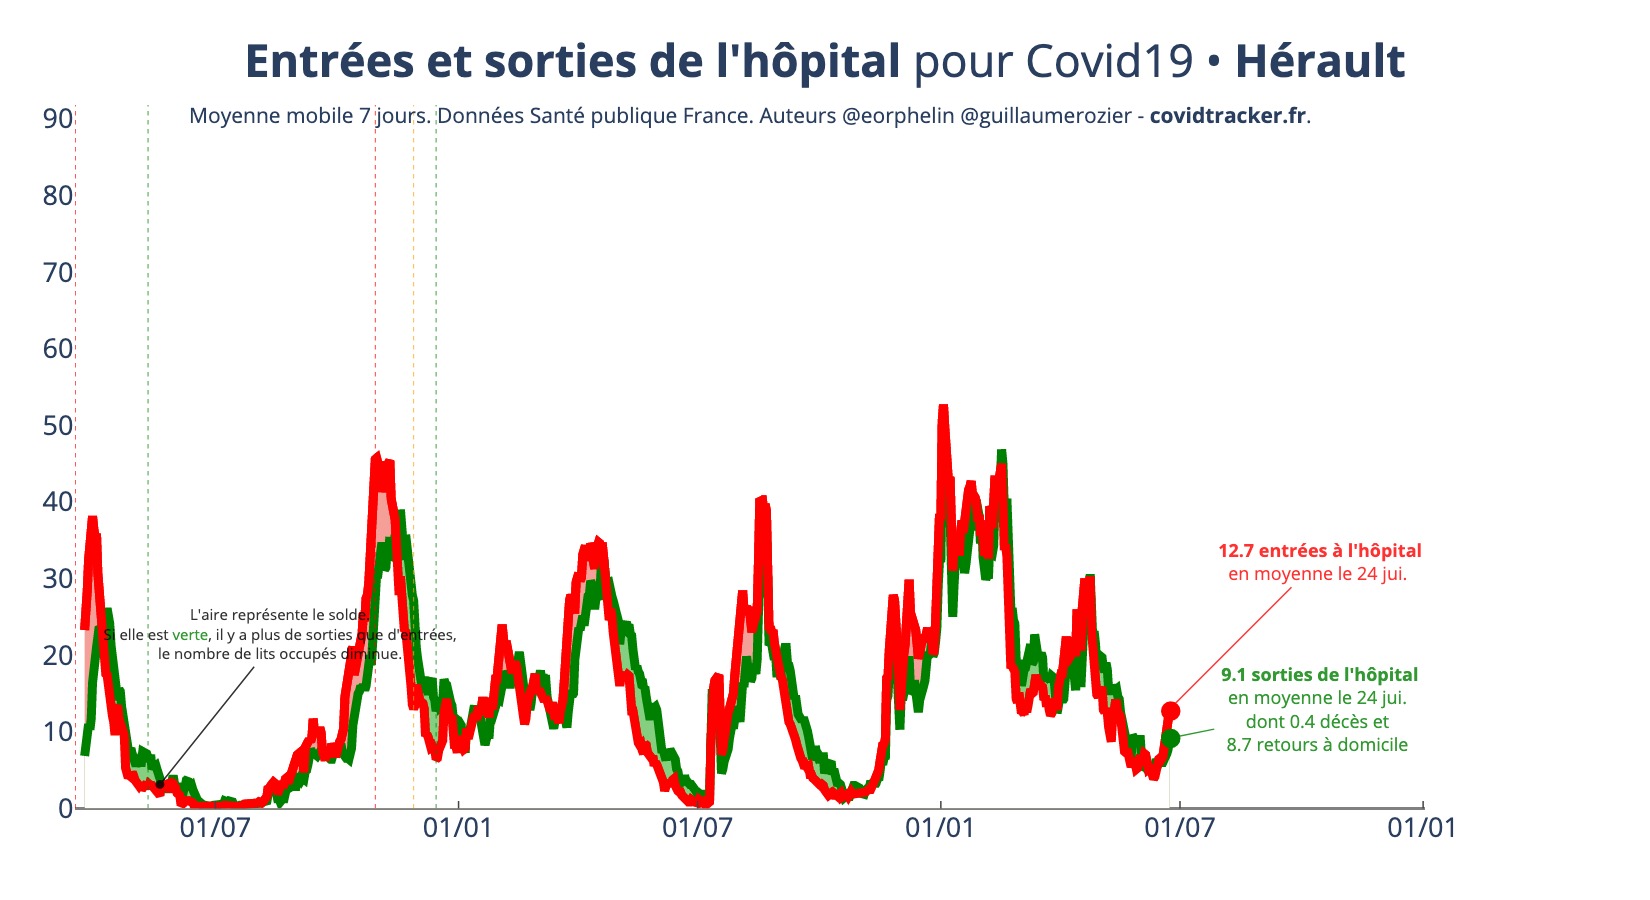 Entrées et sorties de l'hôpital pour Covid19 • Hérault
Moyenne mobile 7 jours. Données Santé publique France. Auteurs @eorphelin @guillaumerozier - covidtracker.fr.
90
80
70
60
50
40
30
20
10
0
L'aire représente le solde.
Si elle est verte, il y a plus de sorties que d'entrées,
le nombre de lits occupés diminue.
12.7 entrées à l'hôpital
en moyenne le 24 jui.
9.1 sorties de l'hôpital
en moyenne le 24 jui.
dont 0.4 décès et
8.7 retours à domicile
01/07
01/01
01/07
01/01
01/07
01/01